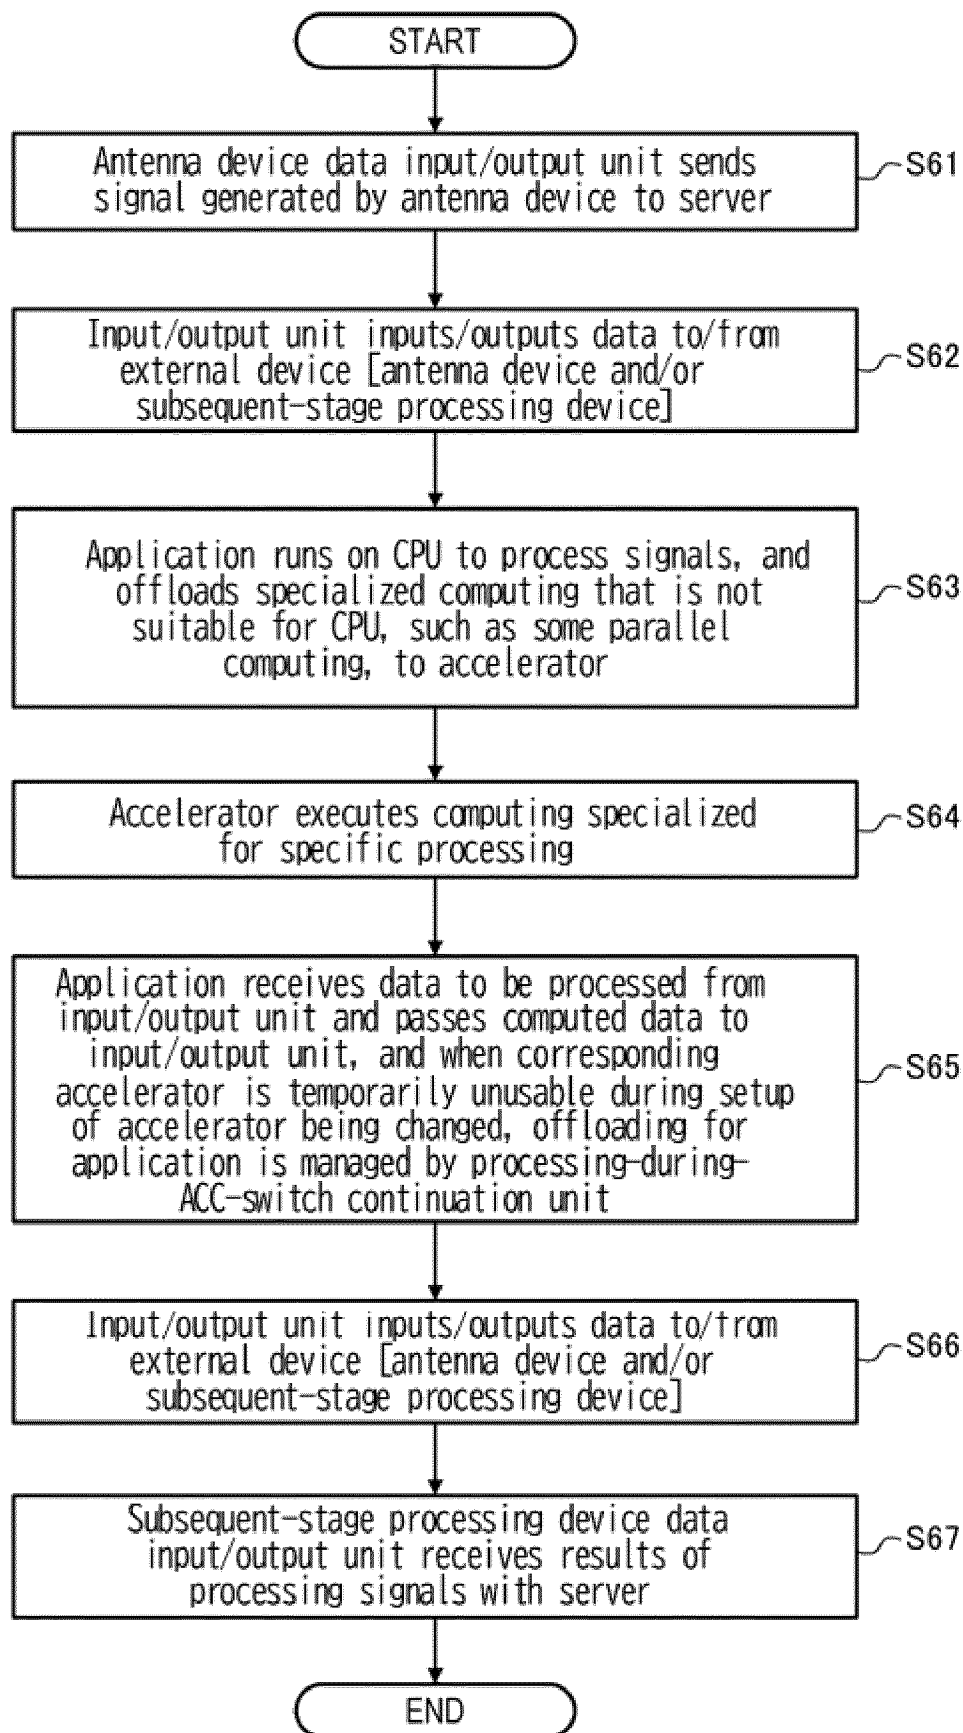 START
Antenna device data input/output unit sends
signal generated by antenna device to server
S61
Input/output unit inputs/outputs data to/from
external device [antenna device and/or
subsequent-stage processing device]
S62
Application runs on CPU to process signals, and
offloads specialized computing that is not
suitable for CPU, such as some parallel
computing, to accelerator
S63
Accelerator executes computing specialized
for specific processing
S64
Application receives data to be processed from
input/output unit and passes computed data to
input/output unit, and when corresponding
accelerator is temporarily unusable during setup
of accelerator being changed, offloading for
application is managed by processing-during-
ACC-switch continuation unit
S65
Input/output unit inputs/outputs data to/from
external device [antenna device and/or
subsequent-stage processing device]
S66
Subsequent-stage processing device data
input/output unit receives results of
processing signals with server
S67
END